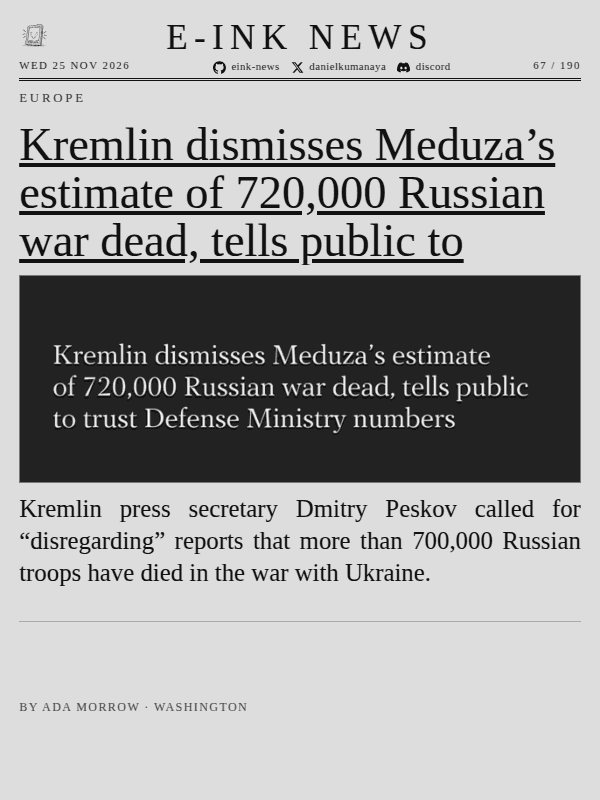 E-INK NEWS
WED 25 NOV 2026
eink-news danielkumanaya discord
67 / 190
EUROPE
Kremlin dismisses Meduza’s
estimate of 720,000 Russian
war dead, tells public to
Kremlin dismisses Meduza’s estimate
of 720,000 Russian war dead, tells public
to trust Defense Ministry numbers
Kremlin press secretary Dmitry Peskov called for
“disregarding” reports that more than 700,000 Russian
troops have died in the war with Ukraine.
BY ADA MORROW · WASHINGTON